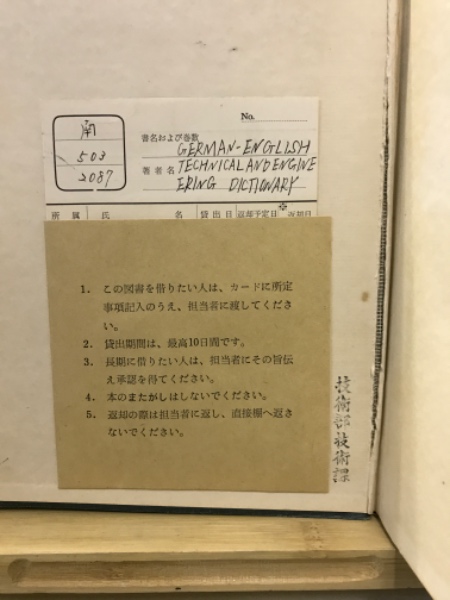 南
503
2087
No.
書名および巻数
GERMAN-ENGLISH
著者名 TECHNICAL AND ENGINE
ERING DICTIONARY
所属 氏名 貸出日 返却予定日 返却日
1. この図書を借りたい人は、カードに所定
事項記入のうえ、担当者に渡してくださ
い。
2. 貸出期間は、最高10日間です。
3. 長期に借りたい人は、担当者にその旨伝
え承認を得てください。
4. 本のまたがしはしないでください。
5. 返却の際は担当者に返し、直接棚へ返さ
ないでください。
技術部技術課